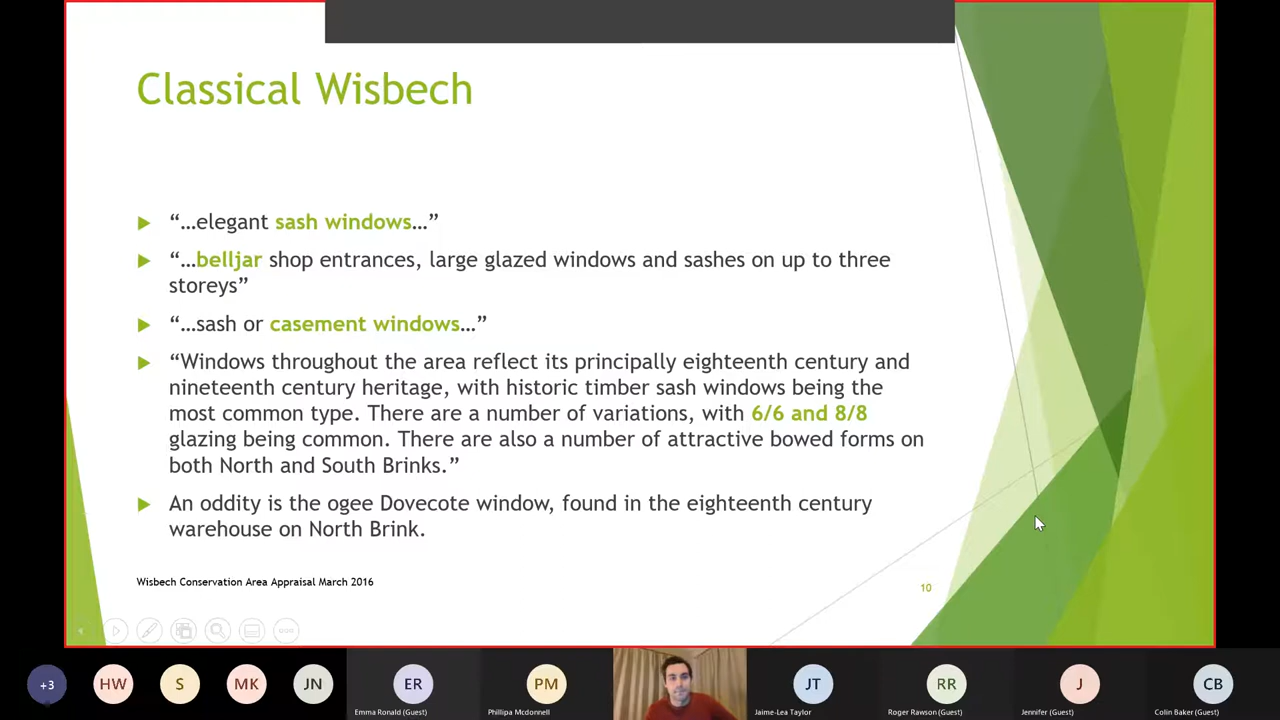 Classical Wisbech
“…elegant sash windows…”
“…belljar shop entrances, large glazed windows and sashes on up to three
storeys”
“…sash or casement windows…”
“Windows throughout the area reflect its principally eighteenth century and
nineteenth century heritage, with historic timber sash windows being the
most common type. There are a number of variations, with 6/6 and 8/8
glazing being common. There are also a number of attractive bowed forms on
both North and South Brinks.”
An oddity is the ogee Dovecote window, found in the eighteenth century
warehouse on North Brink.
Wisbech Conservation Area Appraisal March 2016
10
+3
HW
S
MK
JN
ER
PM
JT
RR
J
CB
Emma Ronald (Guest)
Phillipa Mcdonnell
Jaime-Lea Taylor
Roger Rawson (Guest)
Jennifer (Guest)
Colin Baker (Guest)